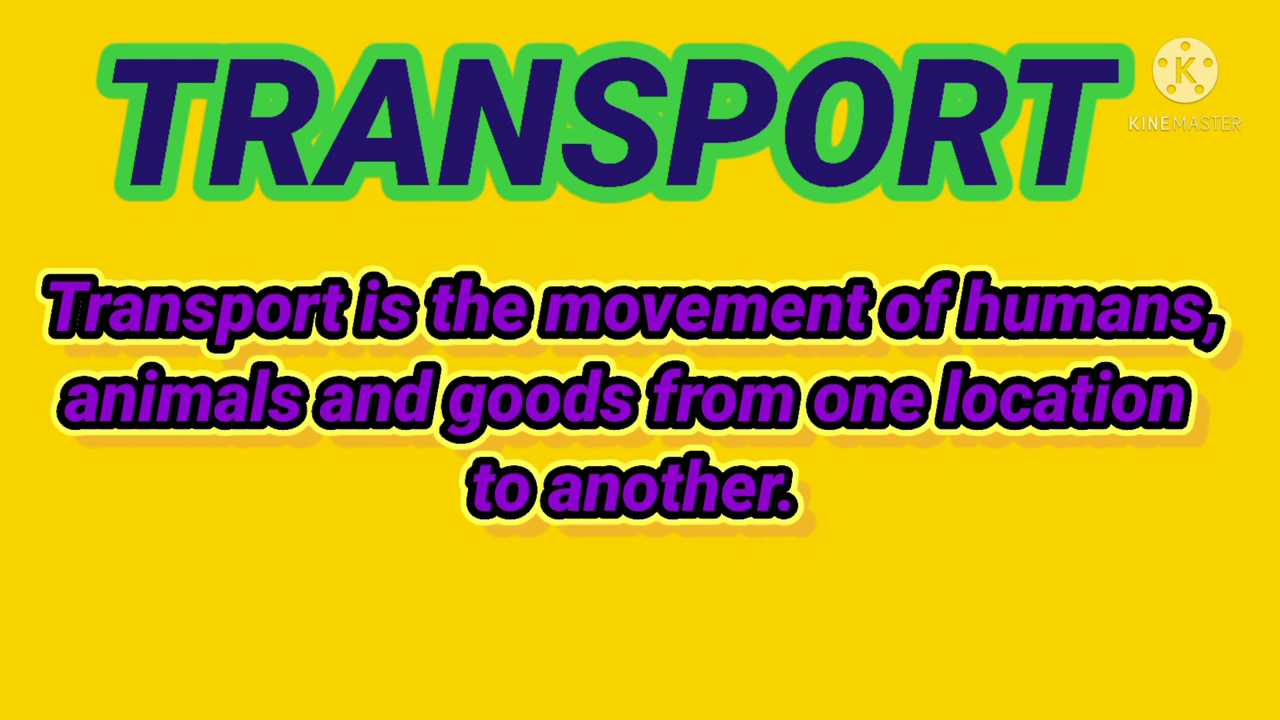 TRANSPORT
K
KINEMASTER
Transport is the movement of humans,
animals and goods from one location
to another.